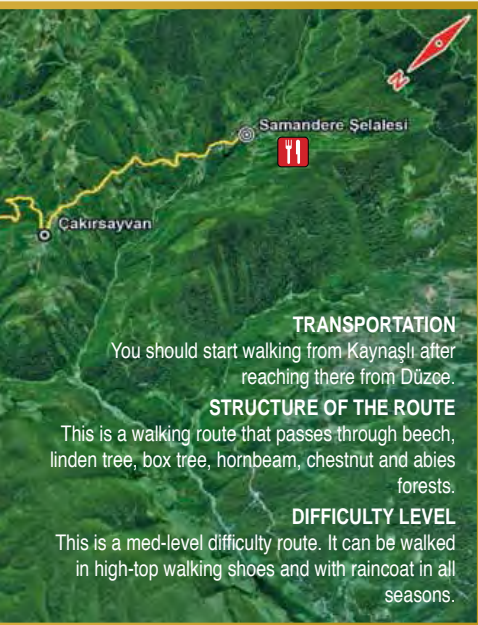 N
Samandere Şelalesi
Çakırsayvan
TRANSPORTATION
You should start walking from Kaynaşlı after
reaching there from Düzce.
STRUCTURE OF THE ROUTE
This is a walking route that passes through beech,
linden tree, box tree, hornbeam, chestnut and abies
forests.
DIFFICULTY LEVEL
This is a med-level difficulty route. It can be walked
in high-top walking shoes and with raincoat in all
seasons.